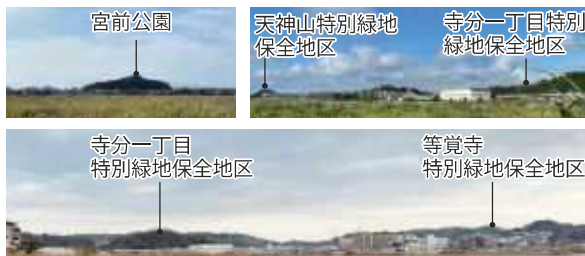 宮前公園
天神山特別緑地
保全地区
寺分一丁目特別
緑地保全地区
寺分一丁目
特別緑地保全地区
等覚寺
特別緑地保全地区